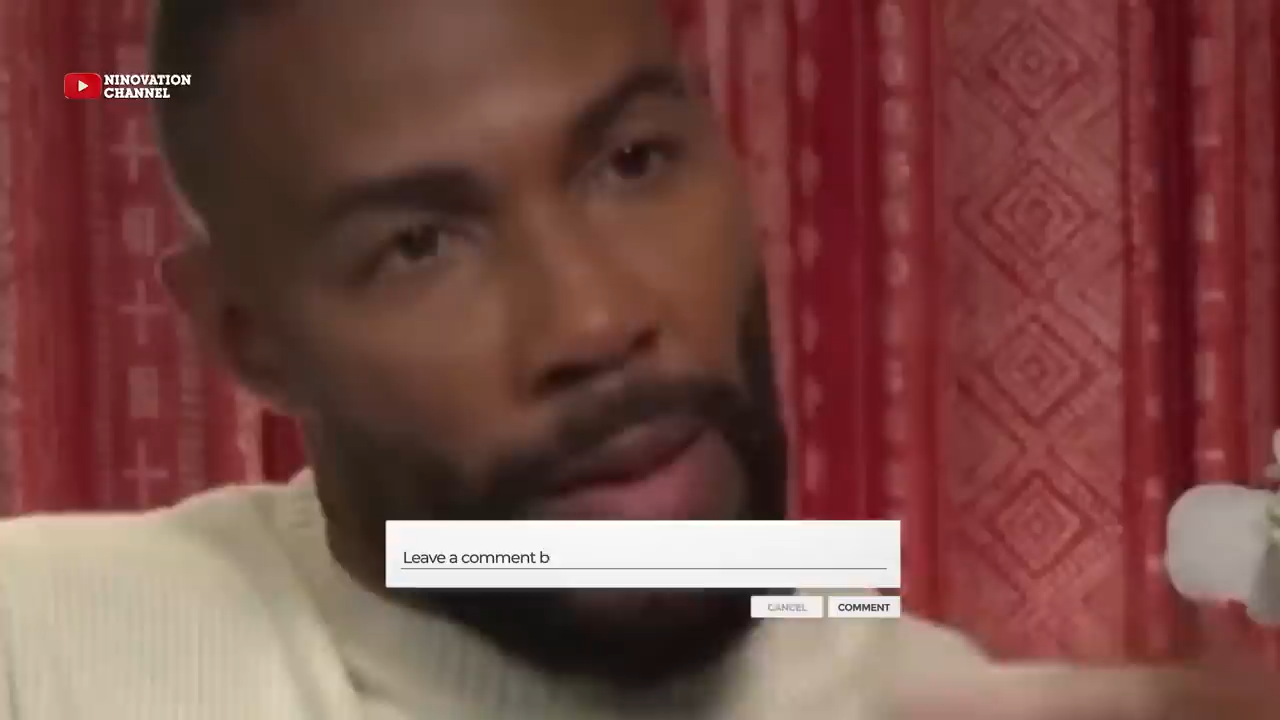 NINOVATION
CHANNEL
Leave a comment b
CANCEL
COMMENT